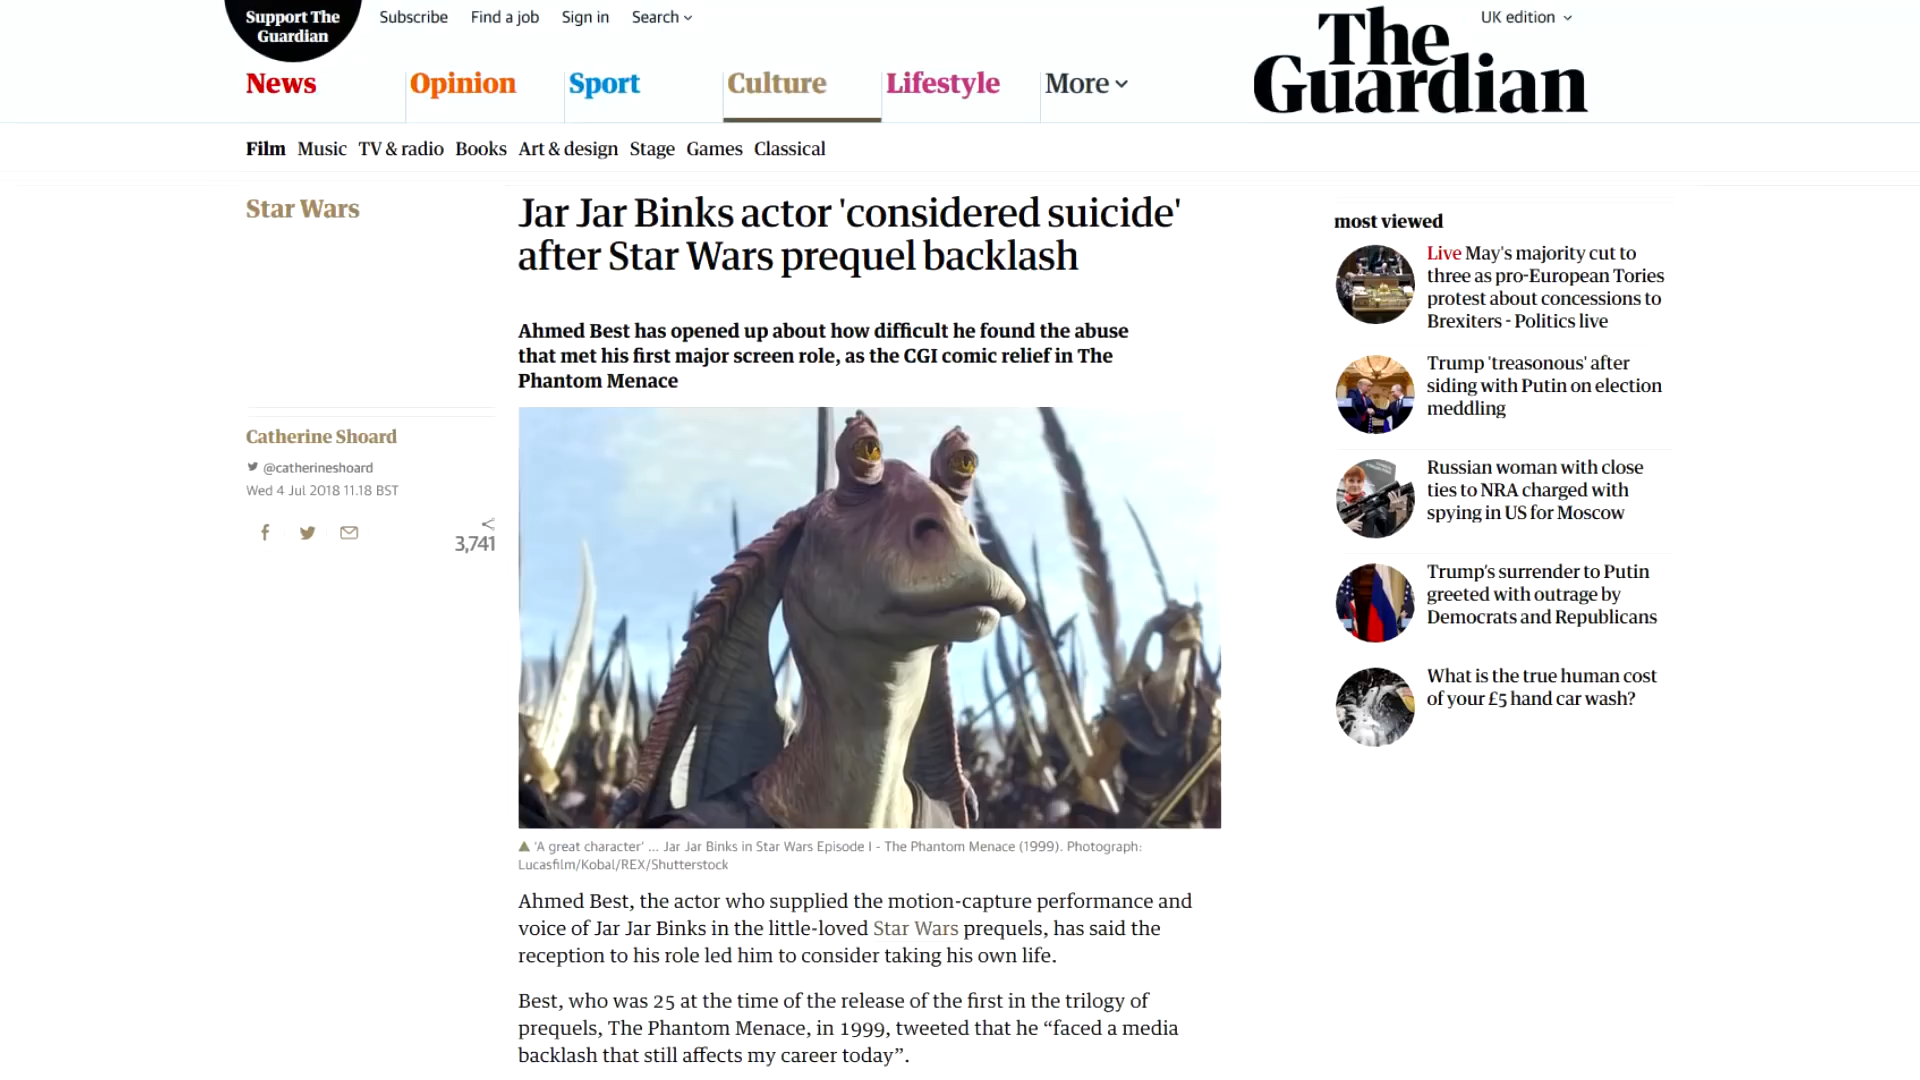 Support The
Guardian
Subscribe
Find a job
Sign in
Search
UK edition
The
Guardian
News
Opinion
Sport
Culture
Lifestyle
More
Film
Music
TV & radio
Books
Art & design
Stage
Games
Classical
Star Wars
Jar Jar Binks actor 'considered suicide'
after Star Wars prequel backlash
Ahmed Best has opened up about how difficult he found the abuse
that met his first major screen role, as the CGI comic relief in The
Phantom Menace
Catherine Shoard
@catherineshoard
Wed 4 Jul 2018 11.18 BST
3,741
'A great character' ... Jar Jar Binks in Star Wars Episode I - The Phantom Menace (1999). Photograph:
Lucasfilm/Kobal/REX/Shutterstock
Ahmed Best, the actor who supplied the motion-capture performance and
voice of Jar Jar Binks in the little-loved Star Wars prequels, has said the
reception to his role led him to consider taking his own life.
Best, who was 25 at the time of the release of the first in the trilogy of
prequels, The Phantom Menace, in 1999, tweeted that he “faced a media
backlash that still affects my career today”.
most viewed
Live May's majority cut to
three as pro-European Tories
protest about concessions to
Brexiters - Politics live
Trump 'treasonous' after
siding with Putin on election
meddling
Russian woman with close
ties to NRA charged with
spying in US for Moscow
Trump's surrender to Putin
greeted with outrage by
Democrats and Republicans
What is the true human cost
of your £5 hand car wash?